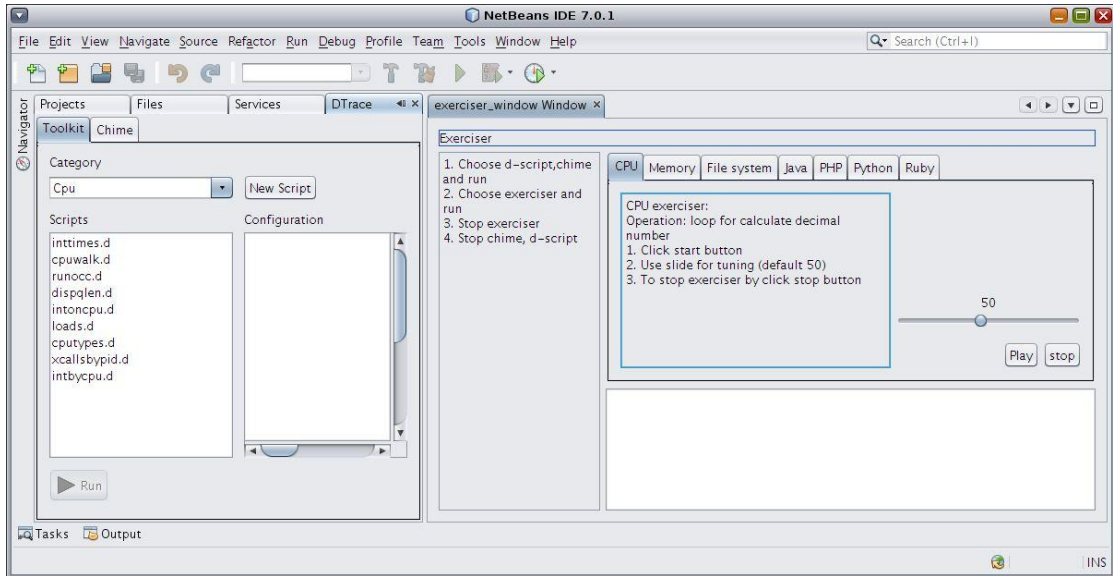 NetBeans IDE 7.0.1
File Edit View Navigate Source Refactor Run Debug Profile Team Tools Window Help
Search (Ctrl+I)
Navigator
Projects Files Services DTrace
Toolkit Chime
Category
Cpu
New Script
Scripts
inttimes.d
cpuwalk.d
runocc.d
dispqlen.d
intoncpu.d
loads.d
cputypes.d
xcallsbypid.d
intbycpu.d
Configuration
Run
exerciser_window Window
Exerciser
1. Choose d-script,chime
and run
2. Choose exerciser and
run
3. Stop exerciser
4. Stop chime, d-script
CPU Memory File system Java PHP Python Ruby
CPU exerciser:
Operation: loop for calculate decimal
number
1. Click start button
2. Use slide for tuning (default 50)
3. To stop exerciser by click stop button
50
Play stop
Tasks Output
INS